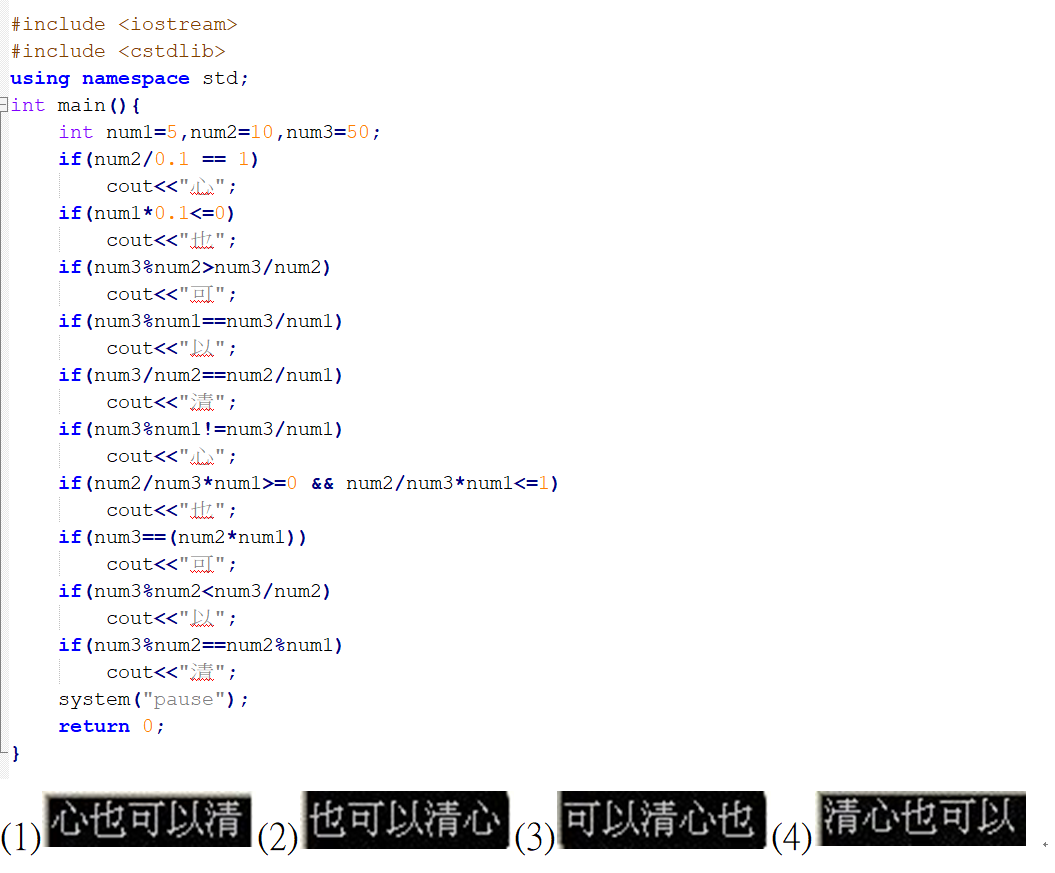 #include <iostream>
#include <cstdlib>
using namespace std;
int main(){
    int num1=5,num2=10,num3=50;
    if(num2/0.1 == 1)
        cout<<"心";
    if(num1*0.1<=0)
        cout<<"也";
    if(num3%num2>num3/num2)
        cout<<"可";
    if(num3%num1==num3/num1)
        cout<<"以";
    if(num3/num2==num2/num1)
        cout<<"清";
    if(num3%num1!=num3/num1)
        cout<<"心";
    if(num2/num3*num1>=0 && num2/num3*num1<=1)
        cout<<"也";
    if(num3==(num2*num1))
        cout<<"可";
    if(num3%num2<num3/num2)
        cout<<"以";
    if(num3%num2==num2%num1)
        cout<<"清";
    system("pause");
    return 0;
}
(1)心也可以清 (2)也可以清心 (3)可以清心也 (4)清心也可以